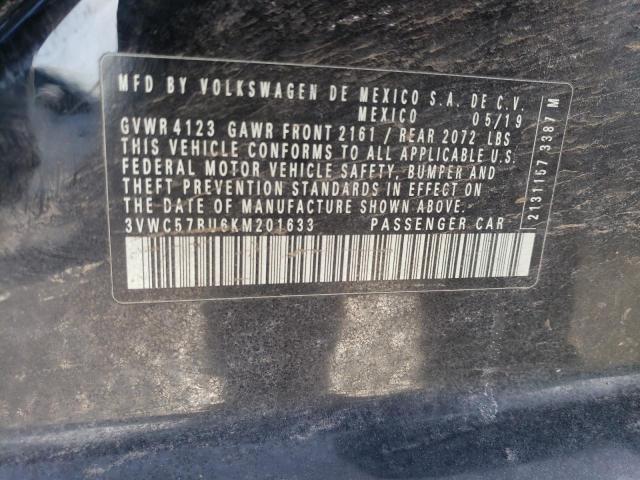 MFD BY VOLKSWAGEN DE MEXICO S.A. DE C.V.
MEXICO 05/19
GVWR 4123 GAWR FRONT 2161 / REAR 2072 LBS
THIS VEHICLE CONFORMS TO ALL APPLICABLE U.S.
FEDERAL MOTOR VEHICLE SAFETY, BUMPER AND
THEFT PREVENTION STANDARDS IN EFFECT ON
THE DATE OF MANUFACTURE SHOWN ABOVE.
3VWC57BU6KM201633 PASSENGER CAR
2131157 3387 M